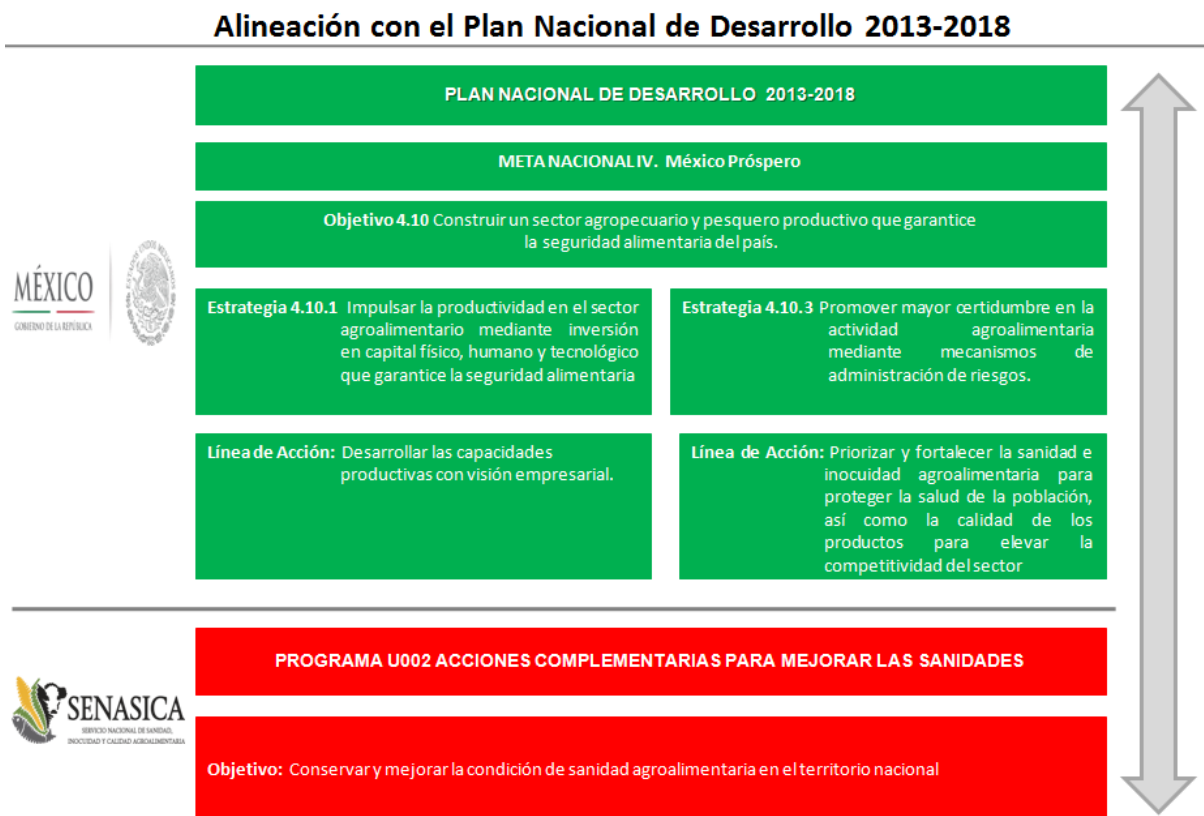 Alineación con el Plan Nacional de Desarrollo 2013-2018
PLAN NACIONAL DE DESARROLLO 2013-2018
META NACIONAL IV. México Próspero
Objetivo 4.10 Construir un sector agropecuario y pesquero productivo que garantice
la seguridad alimentaria del país.
MÉXICO
GOBIERNO DE LA REPÚBLICA
ESTADOS UNIDOS MEXICANOS
Estrategia 4.10.1 Impulsar la productividad en el sector
agroalimentario mediante inversión
en capital físico, humano y tecnológico
que garantice la seguridad alimentaria
Estrategia 4.10.3 Promover mayor certidumbre en la
actividad agroalimentaria
mediante mecanismos de
administración de riesgos.
Línea de Acción: Desarrollar las capacidades
productivas con visión empresarial.
Línea de Acción: Priorizar y fortalecer la sanidad e
inocuidad agroalimentaria para
proteger la salud de la población,
así como la calidad de los
productos para elevar la
competitividad del sector
PROGRAMA U002 ACCIONES COMPLEMENTARIAS PARA MEJORAR LAS SANIDADES
SENASICA
SERVICIO NACIONAL DE SANIDAD,
INOCUIDAD Y CALIDAD AGROALIMENTARIA
Objetivo: Conservar y mejorar la condición de sanidad agroalimentaria en el territorio nacional